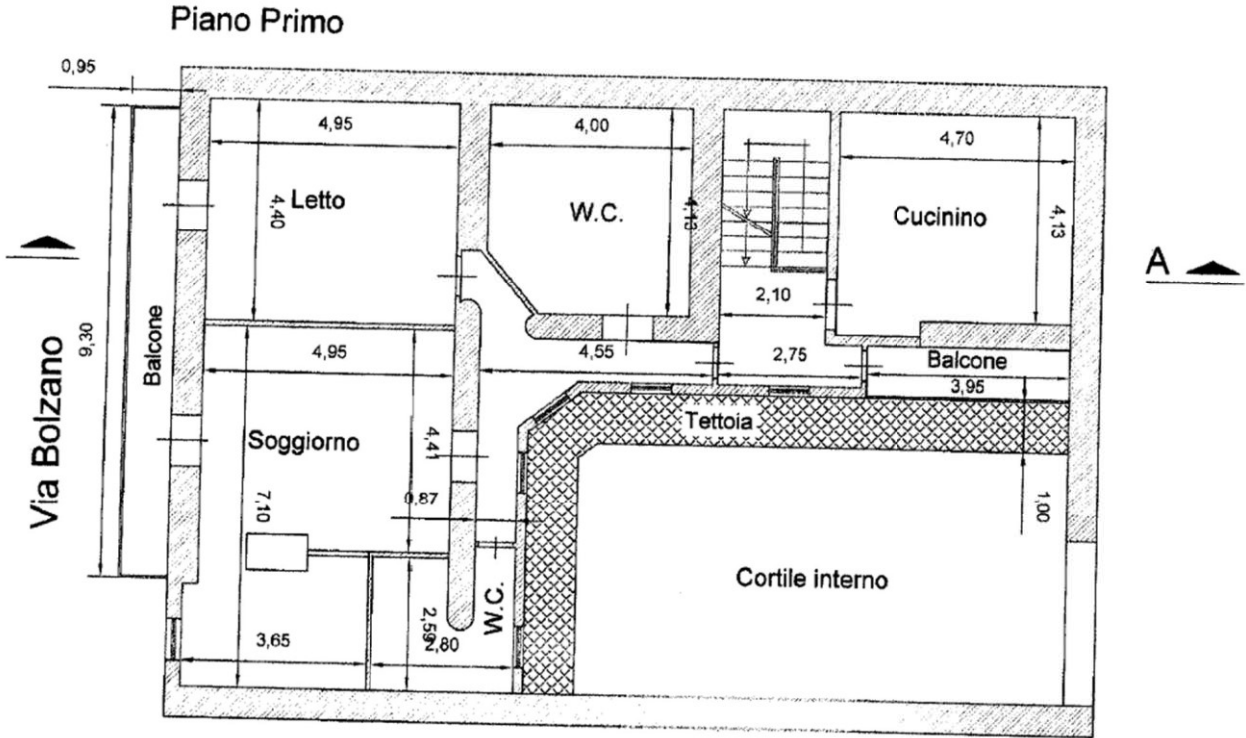 Piano Primo
0,95
4,95
4,00
4,70
Letto
4,40
W.C.
4,13
Cucinino
4,13
A
2,10
Via Bolzano
9,30
Balcone
4,95
4,55
2,75
Balcone
3,95
Tettoia
Soggiorno
4,41
7,10
0,87
1,00
Cortile interno
W.C.
3,65
2,59
2,80